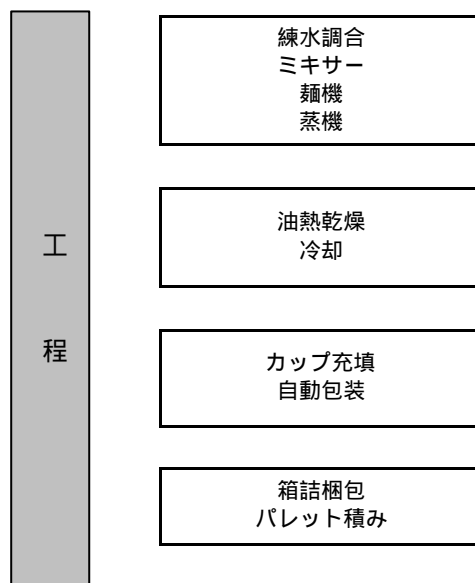 工
程
練水調合
ミキサー
麺機
蒸機
油熱乾燥
冷却
カップ充填
自動包装
箱詰梱包
パレット積み